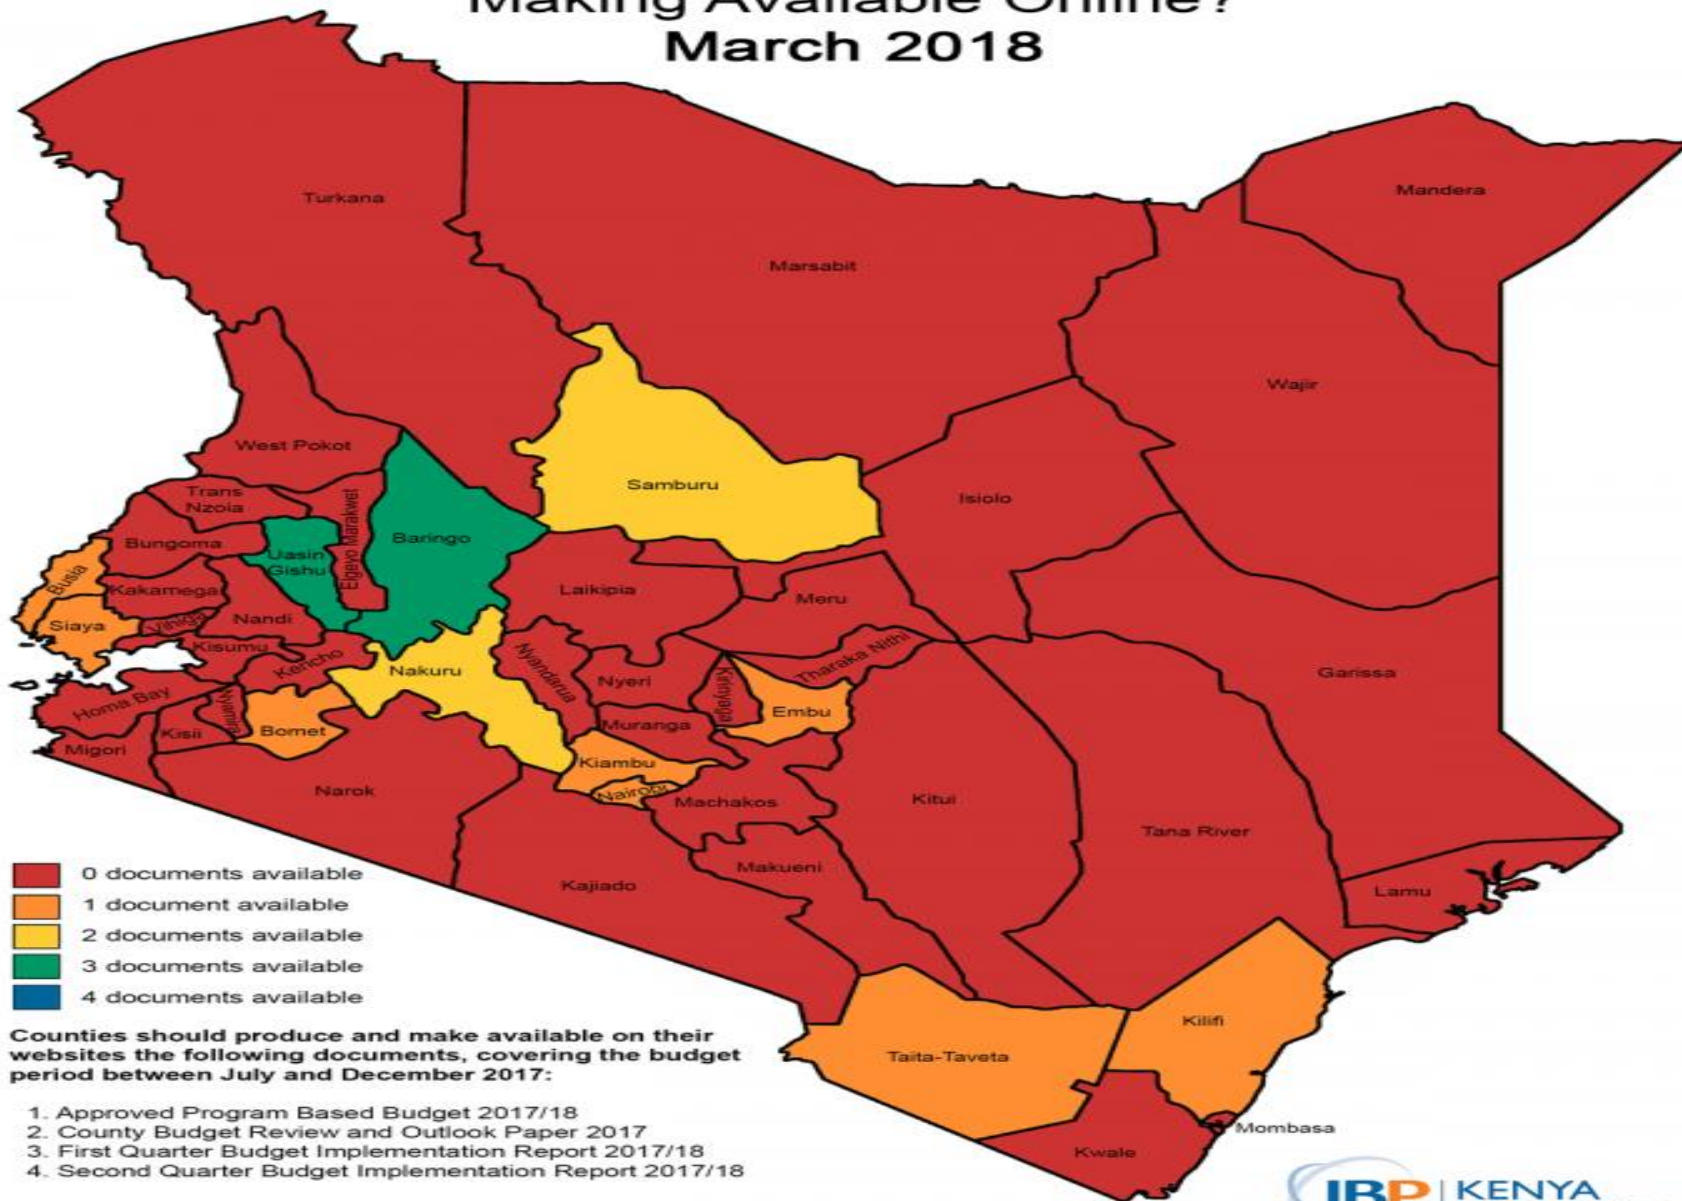 Making Available Online?
March 2018
Turkana
Marsabit
Mandera
Wajir
West Pokot
Samburu
Isiolo
Trans
Nzoia
Elgeyo Marakwet
Baringo
Bungoma
Uasin
Gishu
Busia
Kakamega
Laikipia
Meru
Siaya
Vihiga
Nandi
Kisumu
Kericho
Tharaka Nithi
Nakuru
Nyandarua
Nyeri
Kirinyaga
Garissa
Homa Bay
Nyamira
Embu
Kisii
Bomet
Muranga
Migori
Kiambu
Narok
Nairobi
Machakos
Kitui
Tana River
Makueni
Kajiado
Lamu
0 documents available
1 document available
2 documents available
3 documents available
4 documents available
Kilifi
Taita-Taveta
Mombasa
Kwale
Counties should produce and make available on their
websites the following documents, covering the budget
period between July and December 2017:
1. Approved Program Based Budget 2017/18
2. County Budget Review and Outlook Paper 2017
3. First Quarter Budget Implementation Report 2017/18
4. Second Quarter Budget Implementation Report 2017/18
IBP | KENYA